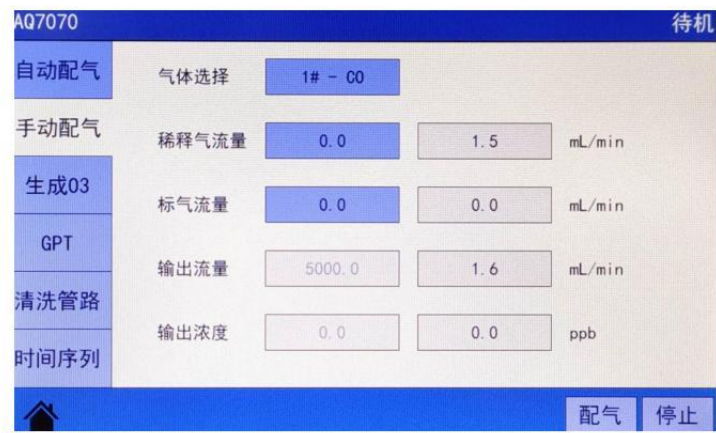 AQ7070 待机
自动配气
手动配气
生成O3
GPT
清洗管路
时间序列
气体选择 1# - CO
稀释气流量 0.0 1.5 mL/min
标气流量 0.0 0.0 mL/min
输出流量 5000.0 1.6 mL/min
输出浓度 0.0 0.0 ppb
配气 停止